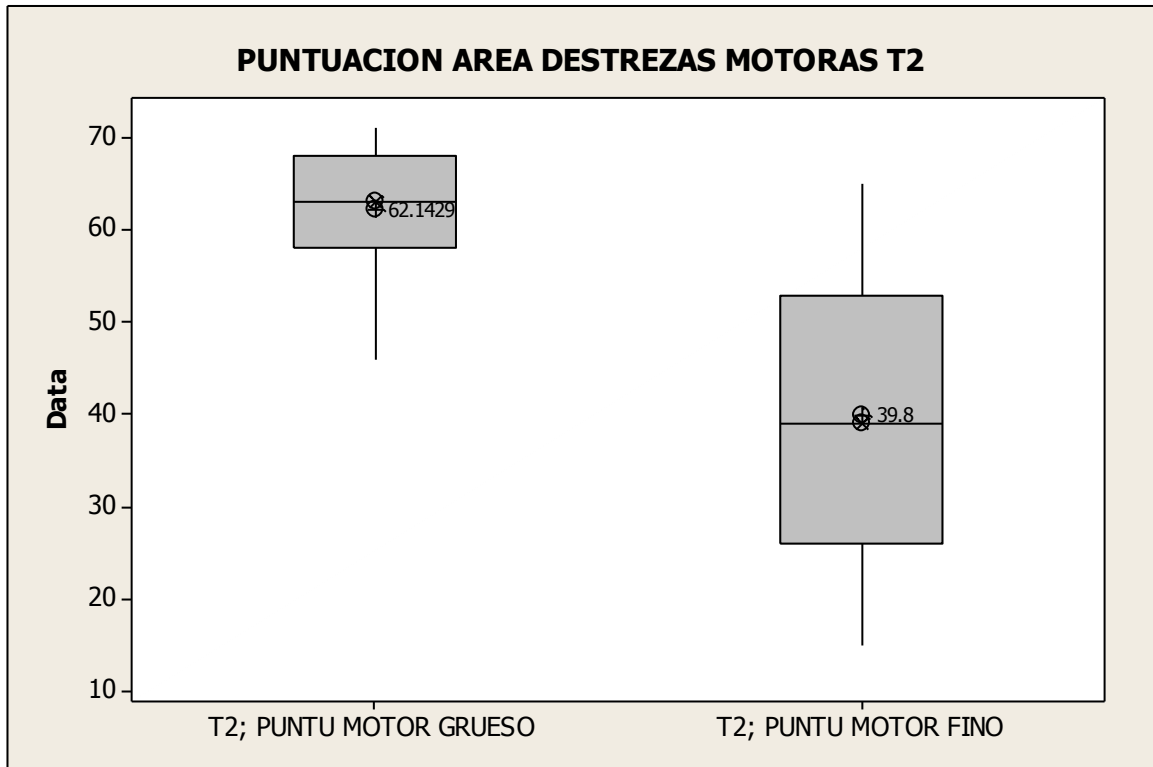 PUNTUACION AREA DESTREZAS MOTORAS T2
70
60
50
40
30
20
10
Data
62.1429
39.8
T2; PUNTU MOTOR GRUESO
T2; PUNTU MOTOR FINO